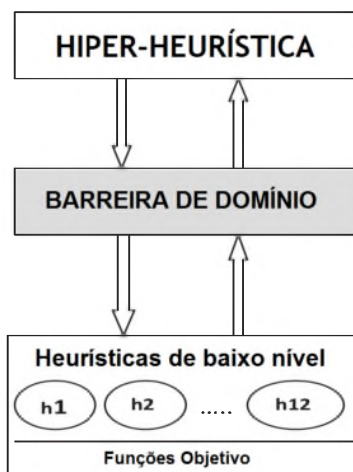 HIPER-HEURÍSTICA
BARREIRA DE DOMÍNIO
Heurísticas de baixo nível
h1 h2 ..... h12
Funções Objetivo